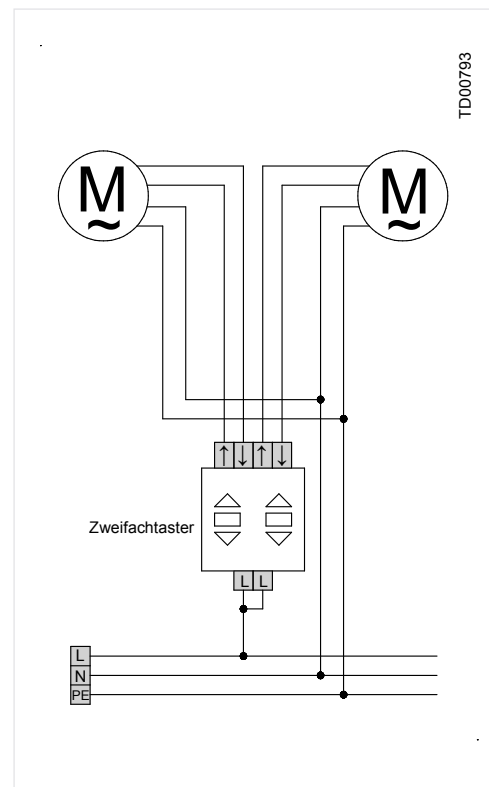 TD00793
M M
~ ~
↑ ↓ ↑ ↓
Zweifachtaster
L L
L
N
PE